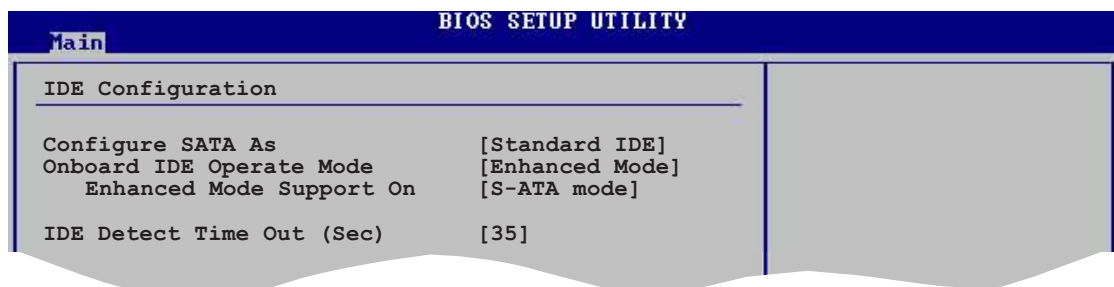 BIOS SETUP UTILITY
Main
IDE Configuration
Configure SATA As [Standard IDE]
Onboard IDE Operate Mode [Enhanced Mode]
Enhanced Mode Support On [S-ATA mode]
IDE Detect Time Out (Sec) [35]